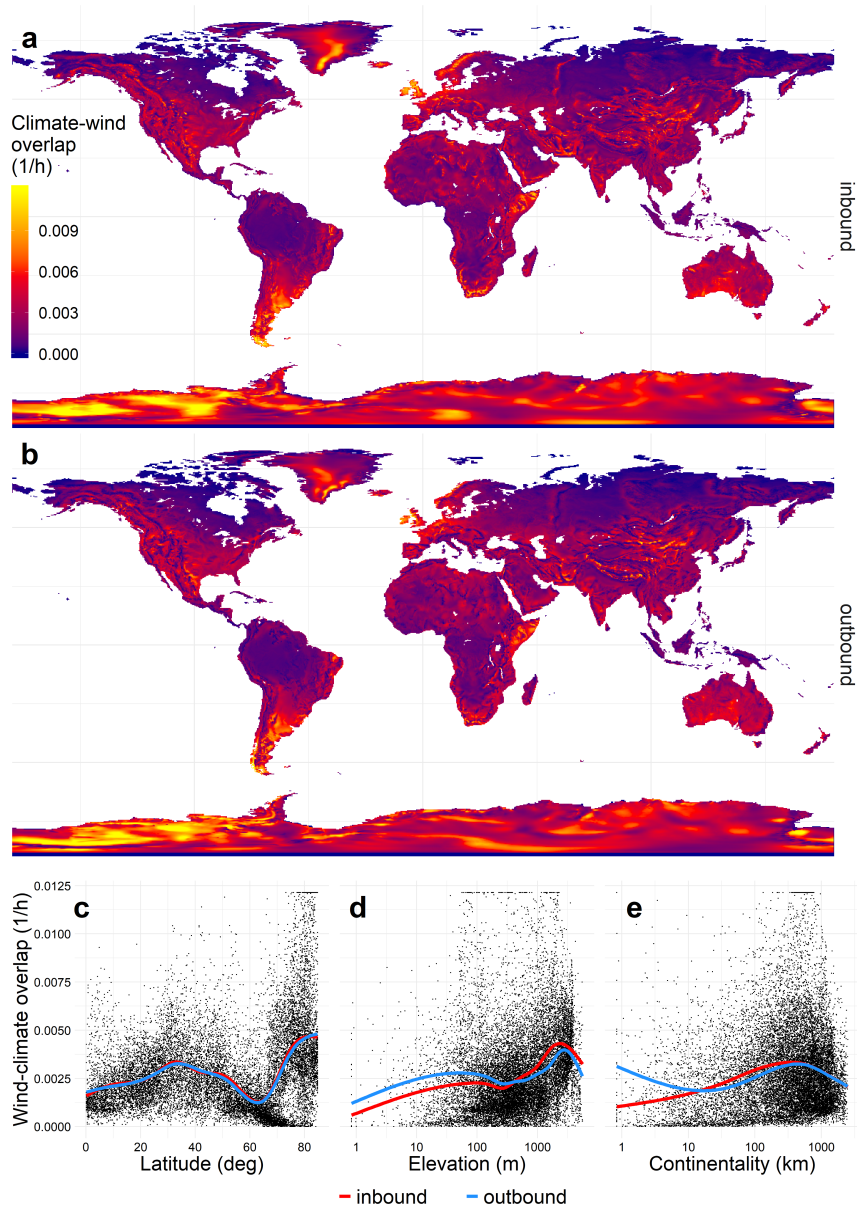 a
Climate-wind
overlap
(1/h)
0.009
0.006
0.003
0.000
inbound
b
outbound
Wind-climate overlap (1/h)
0.0125
0.0100
0.0075
0.0050
0.0025
0.0000
c
d
e
0 20 40 60 80
1 10 100 1000
1 10 100 1000
Latitude (deg)
Elevation (m)
Continentality (km)
inbound outbound